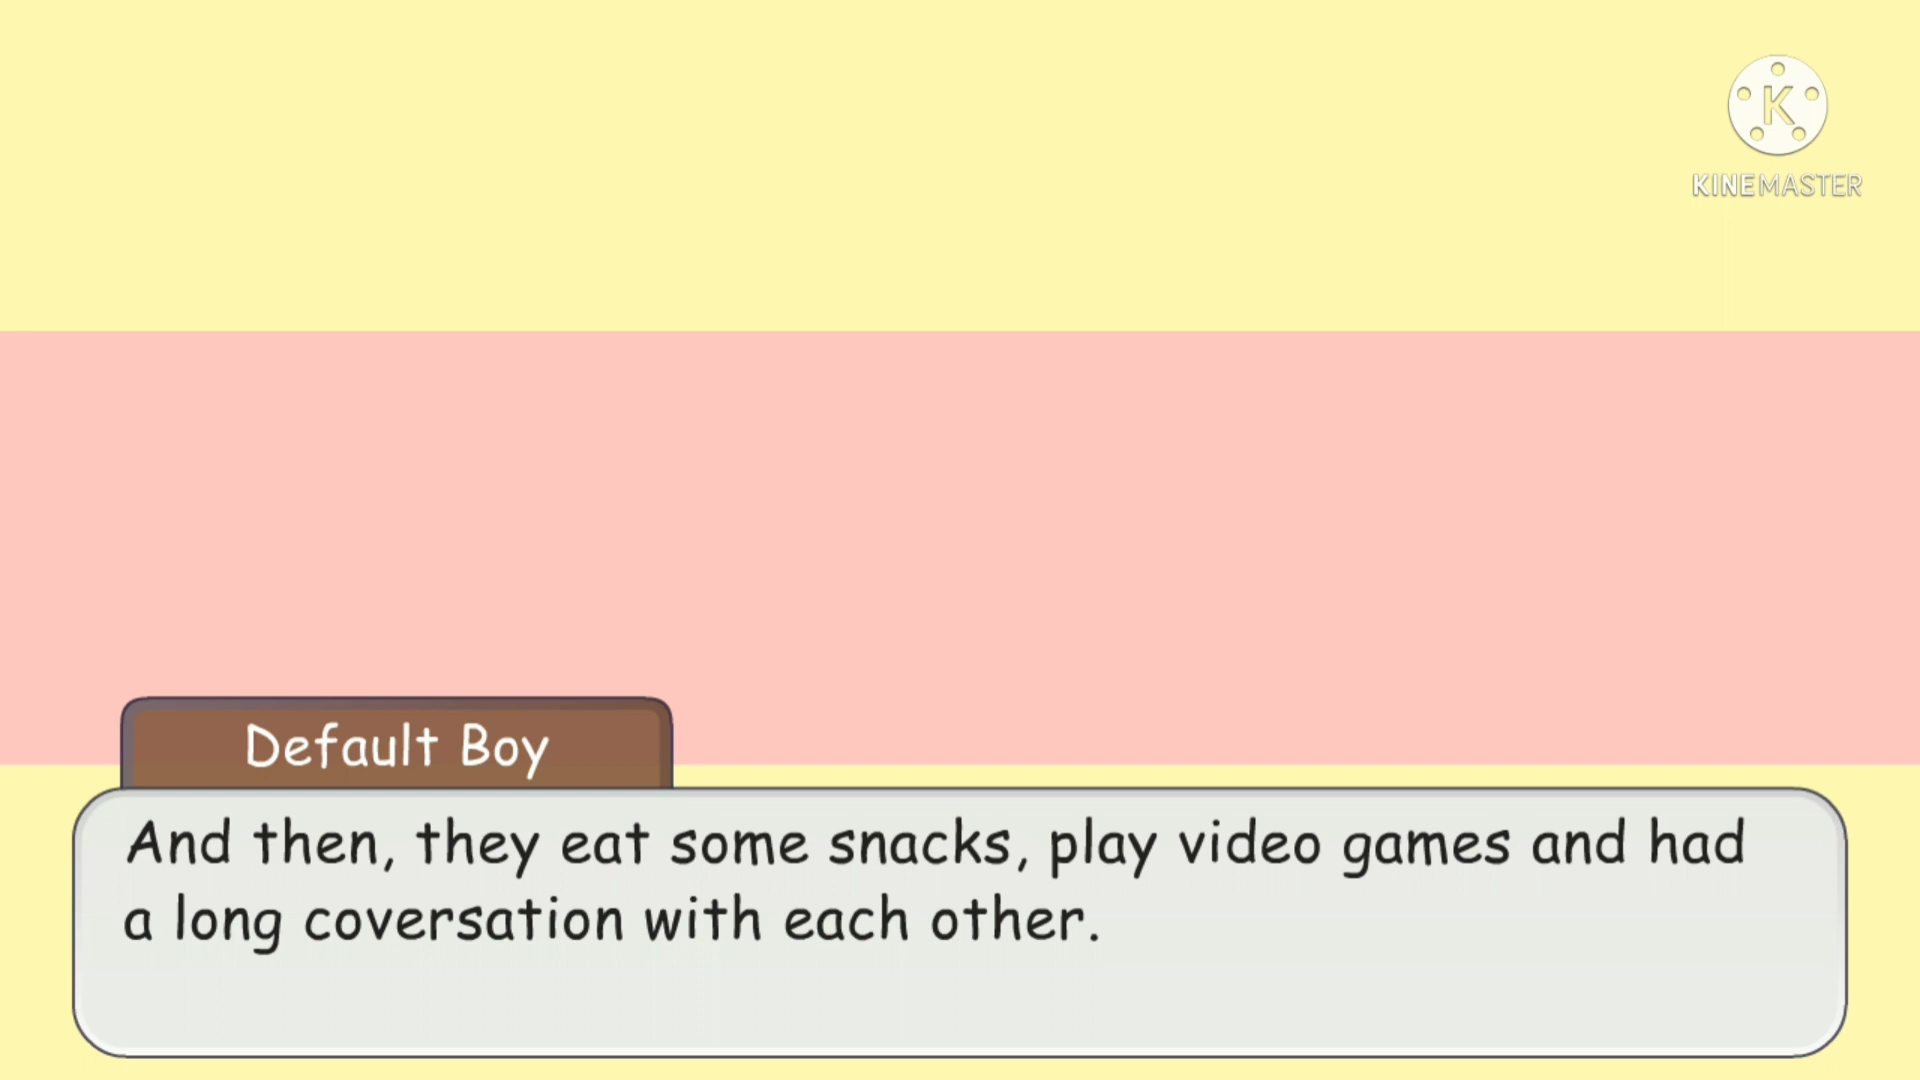 K
KINEMASTER
Default Boy
And then, they eat some snacks, play video games and had
a long coversation with each other.